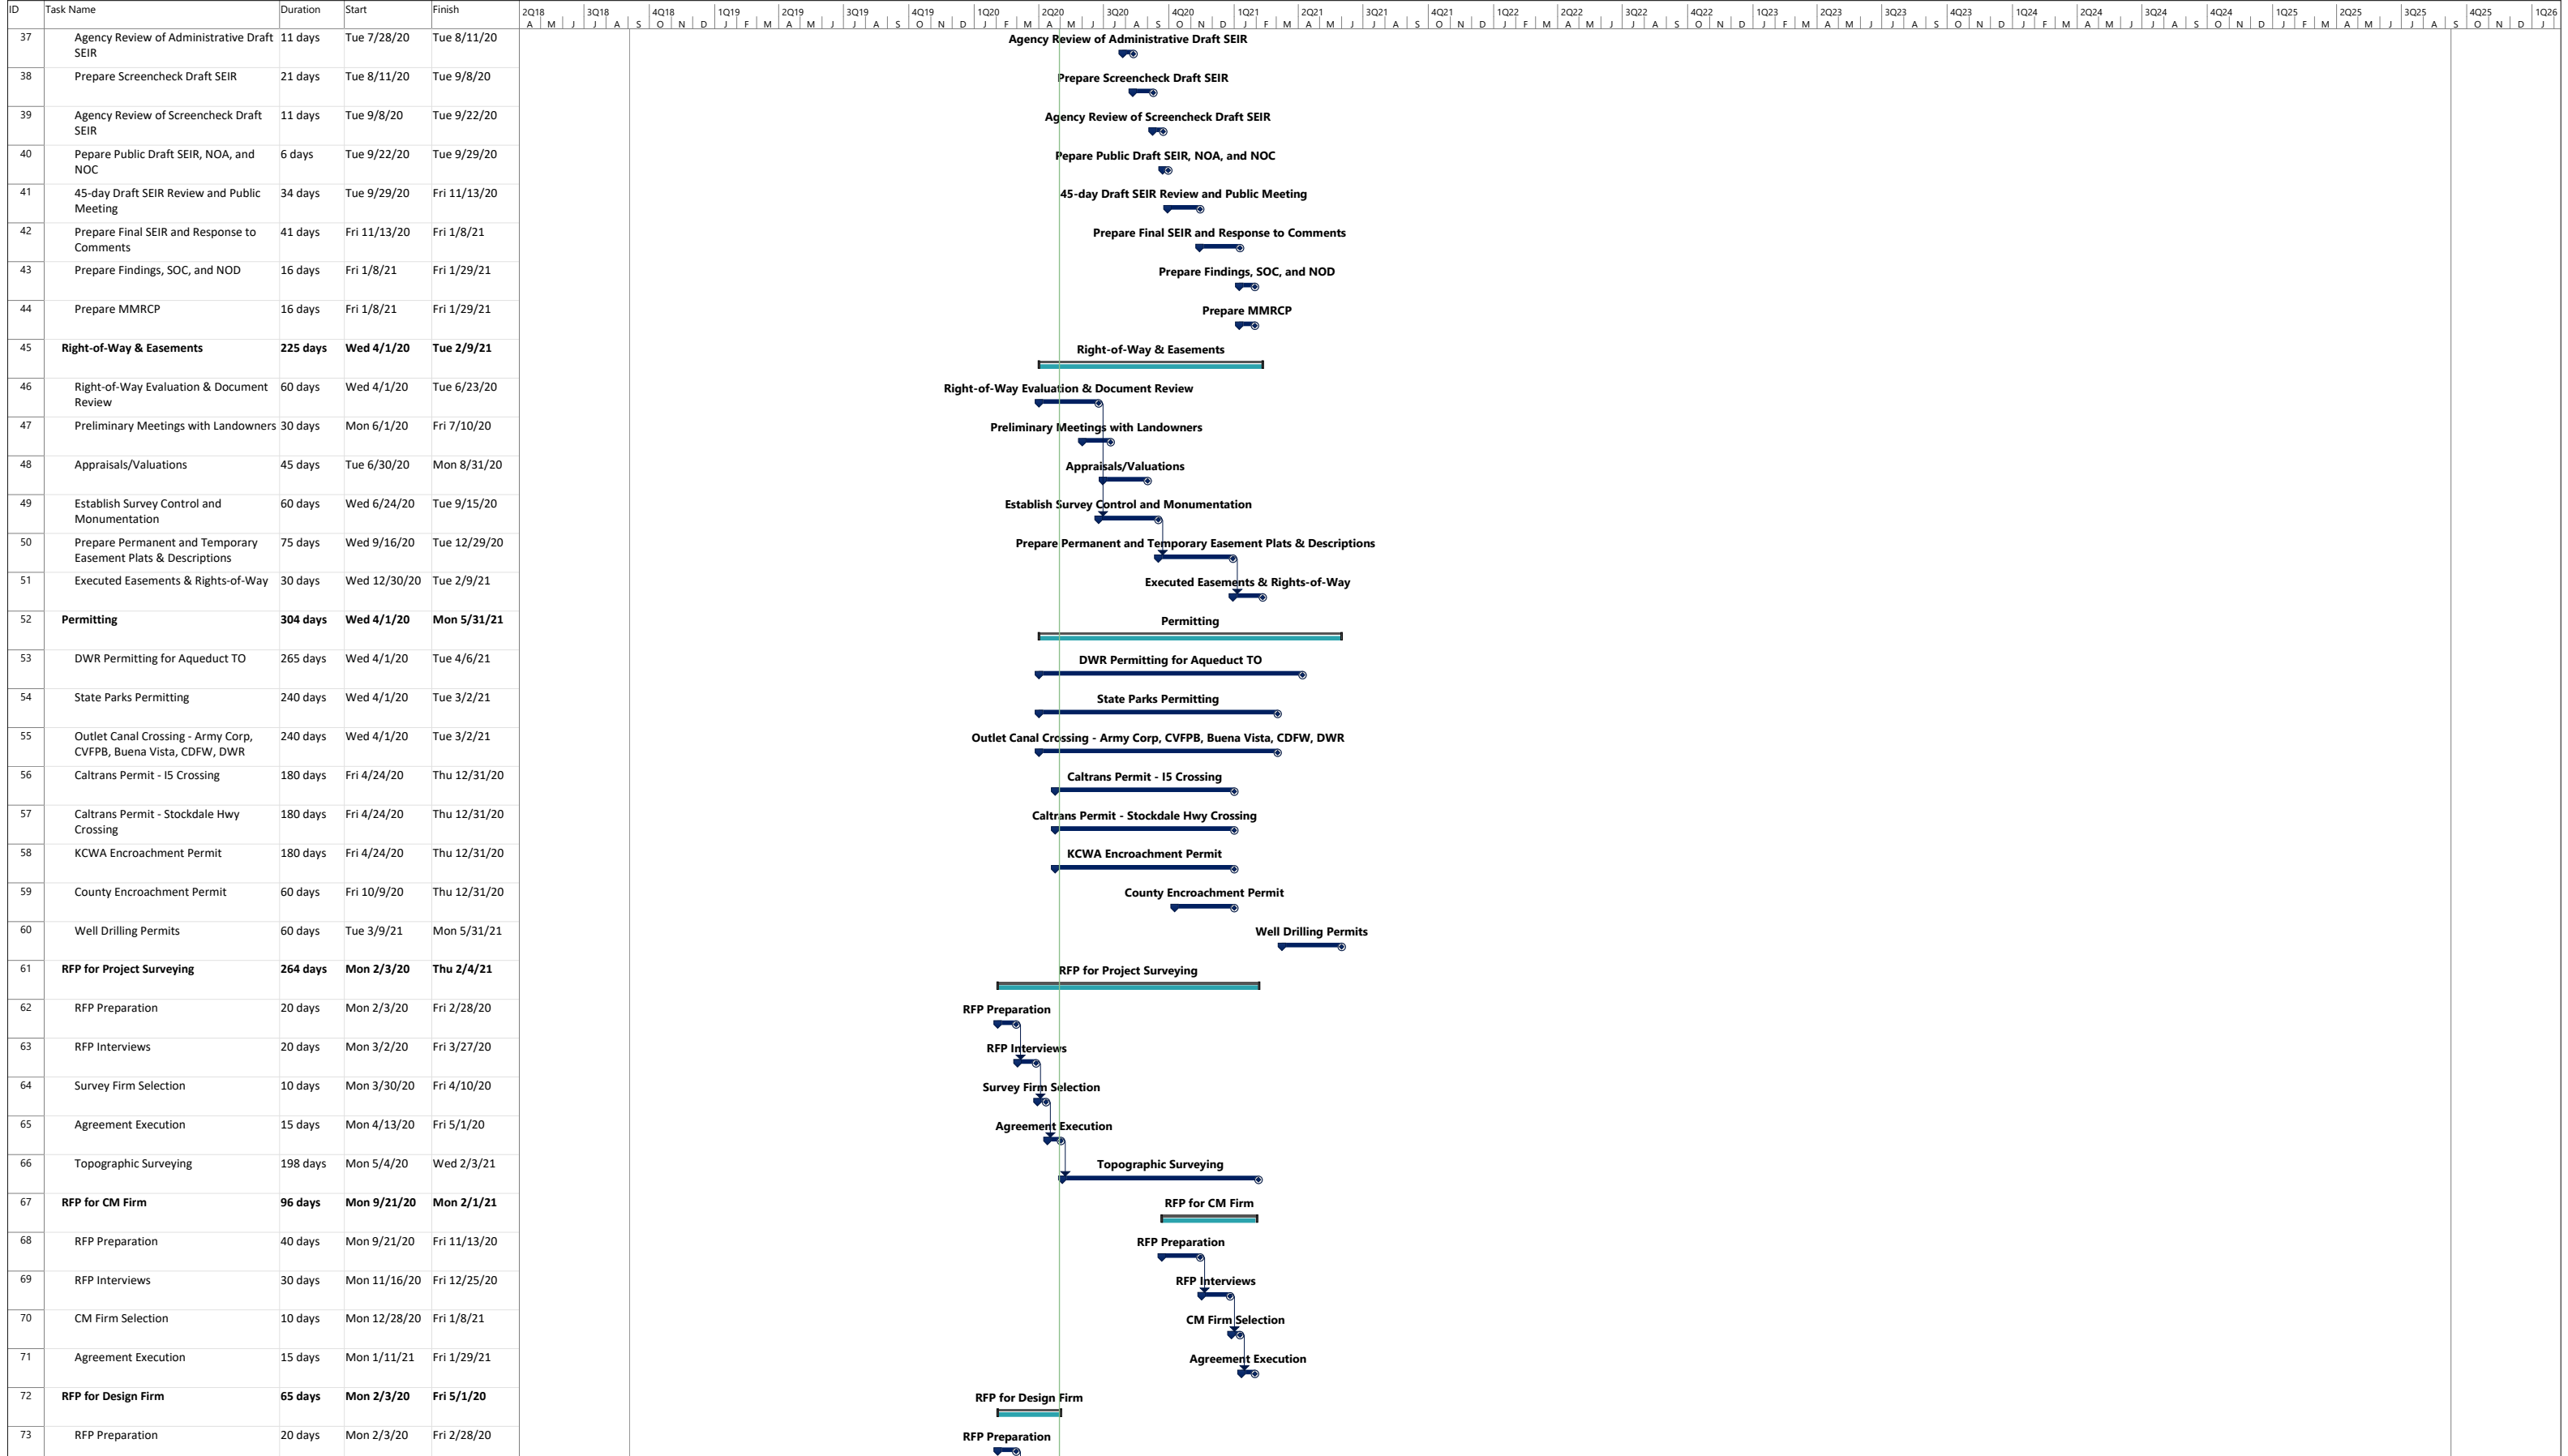 ID Task Name Duration Start Finish 2Q18 3Q18 4Q18 1Q19 2Q19 3Q19 4Q19 1Q20 2Q20 3Q20 4Q20 1Q21 2Q21 3Q21 4Q21 1Q22 2Q22 3Q22 4Q22 1Q23 2Q23 3Q23 4Q23 1Q24 2Q24 3Q24 4Q24 1Q25 2Q25 3Q25 4Q25 1Q26
A M J J A S O N D J F M A M J J A S O N D J F M A M J J A S O N D J F M A M J J A S O N D J F M A M J J A S O N D J F M A M J J A S O N D J F M A M J J A S O N D J
37 Agency Review of Administrative Draft 11 days Tue 7/28/20 Tue 8/11/20 Agency Review of Administrative Draft SEIR
SEIR
38 Prepare Screencheck Draft SEIR 21 days Tue 8/11/20 Tue 9/8/20 Prepare Screencheck Draft SEIR
39 Agency Review of Screencheck Draft 11 days Tue 9/8/20 Tue 9/22/20 Agency Review of Screencheck Draft SEIR
SEIR
40 Pepare Public Draft SEIR, NOA, and 6 days Tue 9/22/20 Tue 9/29/20 Pepare Public Draft SEIR, NOA, and NOC
NOC
41 45-day Draft SEIR Review and Public 34 days Tue 9/29/20 Fri 11/13/20 45-day Draft SEIR Review and Public Meeting
Meeting
42 Prepare Final SEIR and Response to 41 days Fri 11/13/20 Fri 1/8/21 Prepare Final SEIR and Response to Comments
Comments
43 Prepare Findings, SOC, and NOD 16 days Fri 1/8/21 Fri 1/29/21 Prepare Findings, SOC, and NOD
44 Prepare MMRCP 16 days Fri 1/8/21 Fri 1/29/21 Prepare MMRCP
45 Right-of-Way & Easements 225 days Wed 4/1/20 Tue 2/9/21 Right-of-Way & Easements
46 Right-of-Way Evaluation & Document 60 days Wed 4/1/20 Tue 6/23/20 Right-of-Way Evaluation & Document Review
Review
47 Preliminary Meetings with Landowners 30 days Mon 6/1/20 Fri 7/10/20 Preliminary Meetings with Landowners
48 Appraisals/Valuations 45 days Tue 6/30/20 Mon 8/31/20 Appraisals/Valuations
49 Establish Survey Control and 60 days Wed 6/24/20 Tue 9/15/20 Establish Survey Control and Monumentation
Monumentation
50 Prepare Permanent and Temporary 75 days Wed 9/16/20 Tue 12/29/20 Prepare Permanent and Temporary Easement Plats & Descriptions
Easement Plats & Descriptions
51 Executed Easements & Rights-of-Way 30 days Wed 12/30/20 Tue 2/9/21 Executed Easements & Rights-of-Way
52 Permitting 304 days Wed 4/1/20 Mon 5/31/21 Permitting
53 DWR Permitting for Aqueduct TO 265 days Wed 4/1/20 Tue 4/6/21 DWR Permitting for Aqueduct TO
54 State Parks Permitting 240 days Wed 4/1/20 Tue 3/2/21 State Parks Permitting
55 Outlet Canal Crossing - Army Corp, 240 days Wed 4/1/20 Tue 3/2/21 Outlet Canal Crossing - Army Corp, CVFPB, Buena Vista, CDFW, DWR
CVFPB, Buena Vista, CDFW, DWR
56 Caltrans Permit - I5 Crossing 180 days Fri 4/24/20 Thu 12/31/20 Caltrans Permit - I5 Crossing
57 Caltrans Permit - Stockdale Hwy 180 days Fri 4/24/20 Thu 12/31/20 Caltrans Permit - Stockdale Hwy Crossing
Crossing
58 KCWA Encroachment Permit 180 days Fri 4/24/20 Thu 12/31/20 KCWA Encroachment Permit
59 County Encroachment Permit 60 days Fri 10/9/20 Thu 12/31/20 County Encroachment Permit
60 Well Drilling Permits 60 days Tue 3/9/21 Mon 5/31/21 Well Drilling Permits
61 RFP for Project Surveying 264 days Mon 2/3/20 Thu 2/4/21 RFP for Project Surveying
62 RFP Preparation 20 days Mon 2/3/20 Fri 2/28/20 RFP Preparation
63 RFP Interviews 20 days Mon 3/2/20 Fri 3/27/20 RFP Interviews
64 Survey Firm Selection 10 days Mon 3/30/20 Fri 4/10/20 Survey Firm Selection
65 Agreement Execution 15 days Mon 4/13/20 Fri 5/1/20 Agreement Execution
66 Topographic Surveying 198 days Mon 5/4/20 Wed 2/3/21 Topographic Surveying
67 RFP for CM Firm 96 days Mon 9/21/20 Mon 2/1/21 RFP for CM Firm
68 RFP Preparation 40 days Mon 9/21/20 Fri 11/13/20 RFP Preparation
69 RFP Interviews 30 days Mon 11/16/20 Fri 12/25/20 RFP Interviews
70 CM Firm Selection 10 days Mon 12/28/20 Fri 1/8/21 CM Firm Selection
71 Agreement Execution 15 days Mon 1/11/21 Fri 1/29/21 Agreement Execution
72 RFP for Design Firm 65 days Mon 2/3/20 Fri 5/1/20 RFP for Design Firm
73 RFP Preparation 20 days Mon 2/3/20 Fri 2/28/20 RFP Preparation